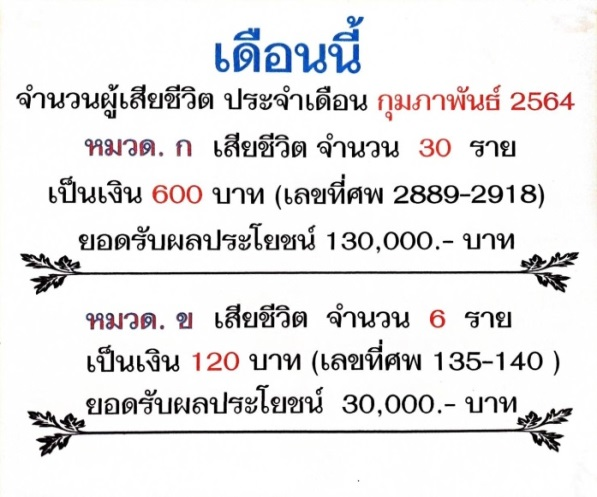 เดือนนี้
จำนวนผู้เสียชีวิต ประจำเดือน กุมภาพันธ์ 2564
หมวด. ก เสียชีวิต จำนวน 30 ราย
เป็นเงิน 600 บาท (เลขที่ศพ 2889-2918)
ยอดรับผลประโยชน์ 130,000.- บาท
หมวด. ข เสียชีวิต จำนวน 6 ราย
เป็นเงิน 120 บาท (เลขที่ศพ 135-140 )
ยอดรับผลประโยชน์ 30,000.- บาท